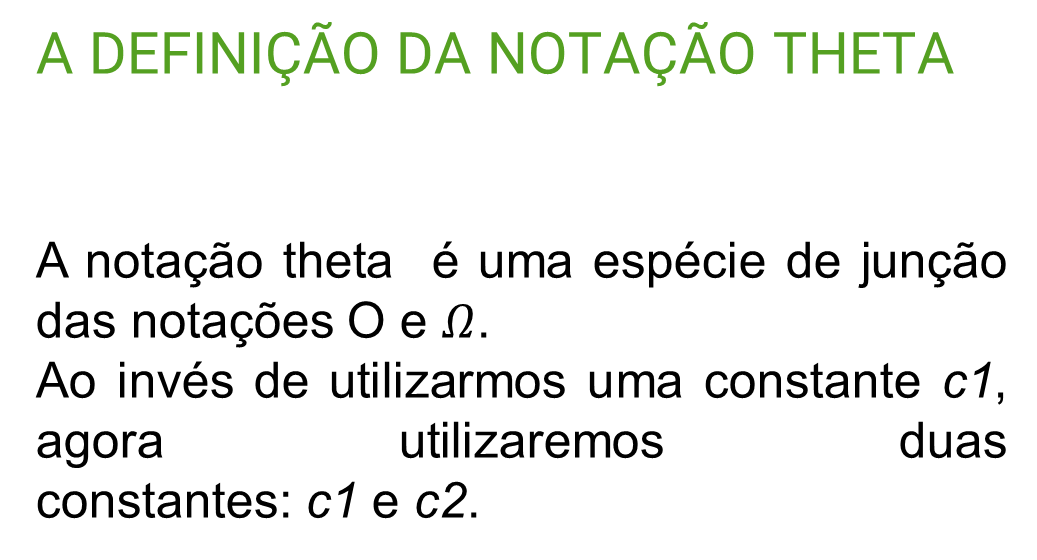 A DEFINIÇÃO DA NOTAÇÃO THETA
A notação theta é uma espécie de junção
das notações O e Ω.
Ao invés de utilizarmos uma constante c1,
agora utilizaremos duas
constantes: c1 e c2.